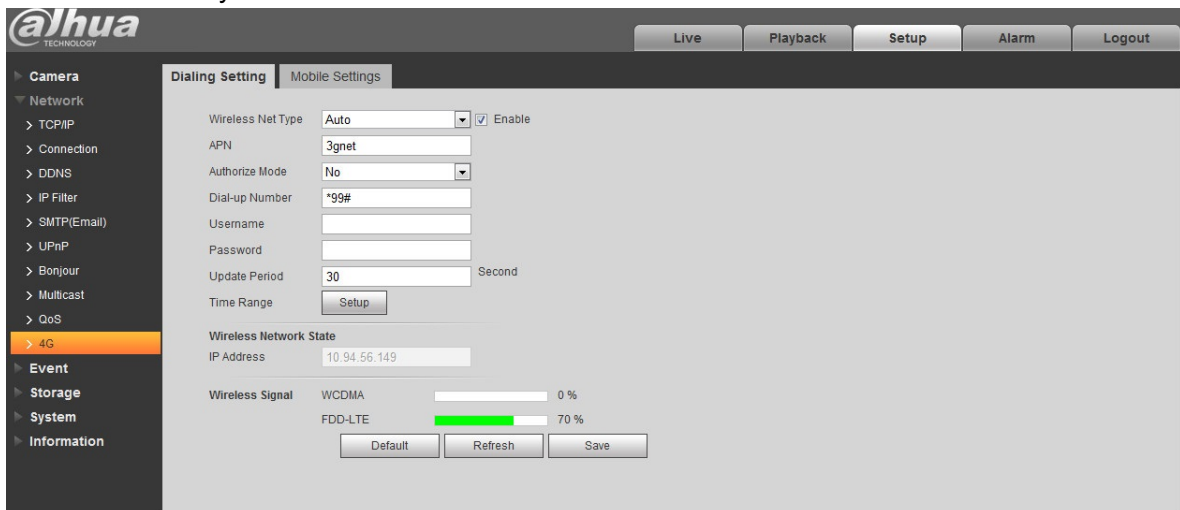 alhua
TECHNOLOGY
Live Playback Setup Alarm Logout
Camera
Network
TCP/IP
Connection
DDNS
IP Filter
SMTP(Email)
UPnP
Bonjour
Multicast
QoS
4G
Event
Storage
System
Information
Dialing Setting Mobile Settings
Wireless Net Type Auto Enable
APN 3gnet
Authorize Mode No
Dial-up Number *99#
Username
Password
Update Period 30 Second
Time Range Setup
Wireless Network State
IP Address 10.94.56.149
Wireless Signal WCDMA 0 %
FDD-LTE 70 %
Default Refresh Save